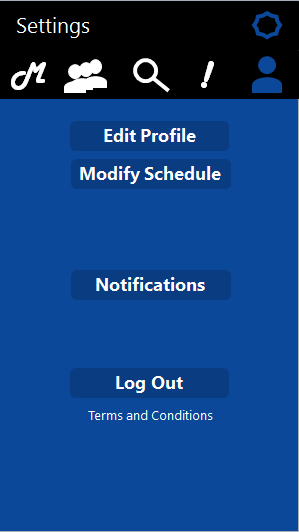 Settings
M
!
Edit Profile
Modify Schedule
Notifications
Log Out
Terms and Conditions